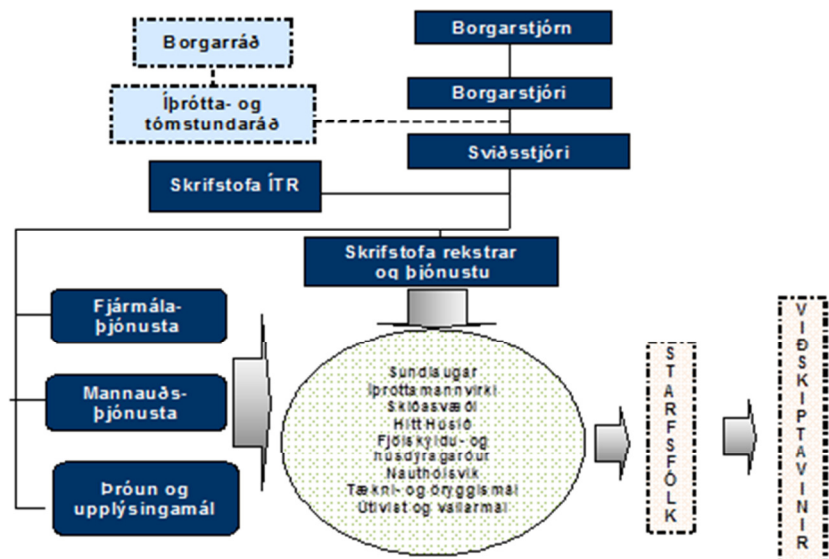 Borgarstjórn
Borgarráð
Borgarstjóri
Íþrótta- og
tómstundaráð
Sviðsstjóri
Skrifstofa ÍTR
Skrifstofa rekstrar
og þjónustu
Fjármála-
þjónusta
Mannauðs-
þjónusta
Þróun og
upplýsingamál
Sundlaugar
Íþróttamannvirki
Skíðasvæði
Hitt Húsið
Fjölskyldu- og
húsdýragarður
Nauthólsvík
Tækni- og öryggismál
Útivist og vallarmál
STARFSFÓLK
VIÐSKIPTAVINIR